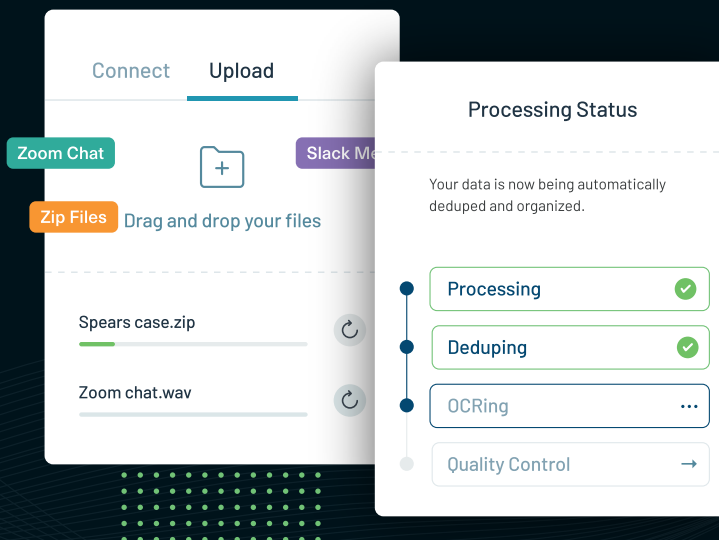 Connect
Upload
Zoom Chat
Slack
Zip Files
Drag and drop your files
Spears case.zip
Zoom chat.wav
Processing Status
Your data is now being automatically
deduped and organized.
Processing
Deduping
OCRing
Quality Control